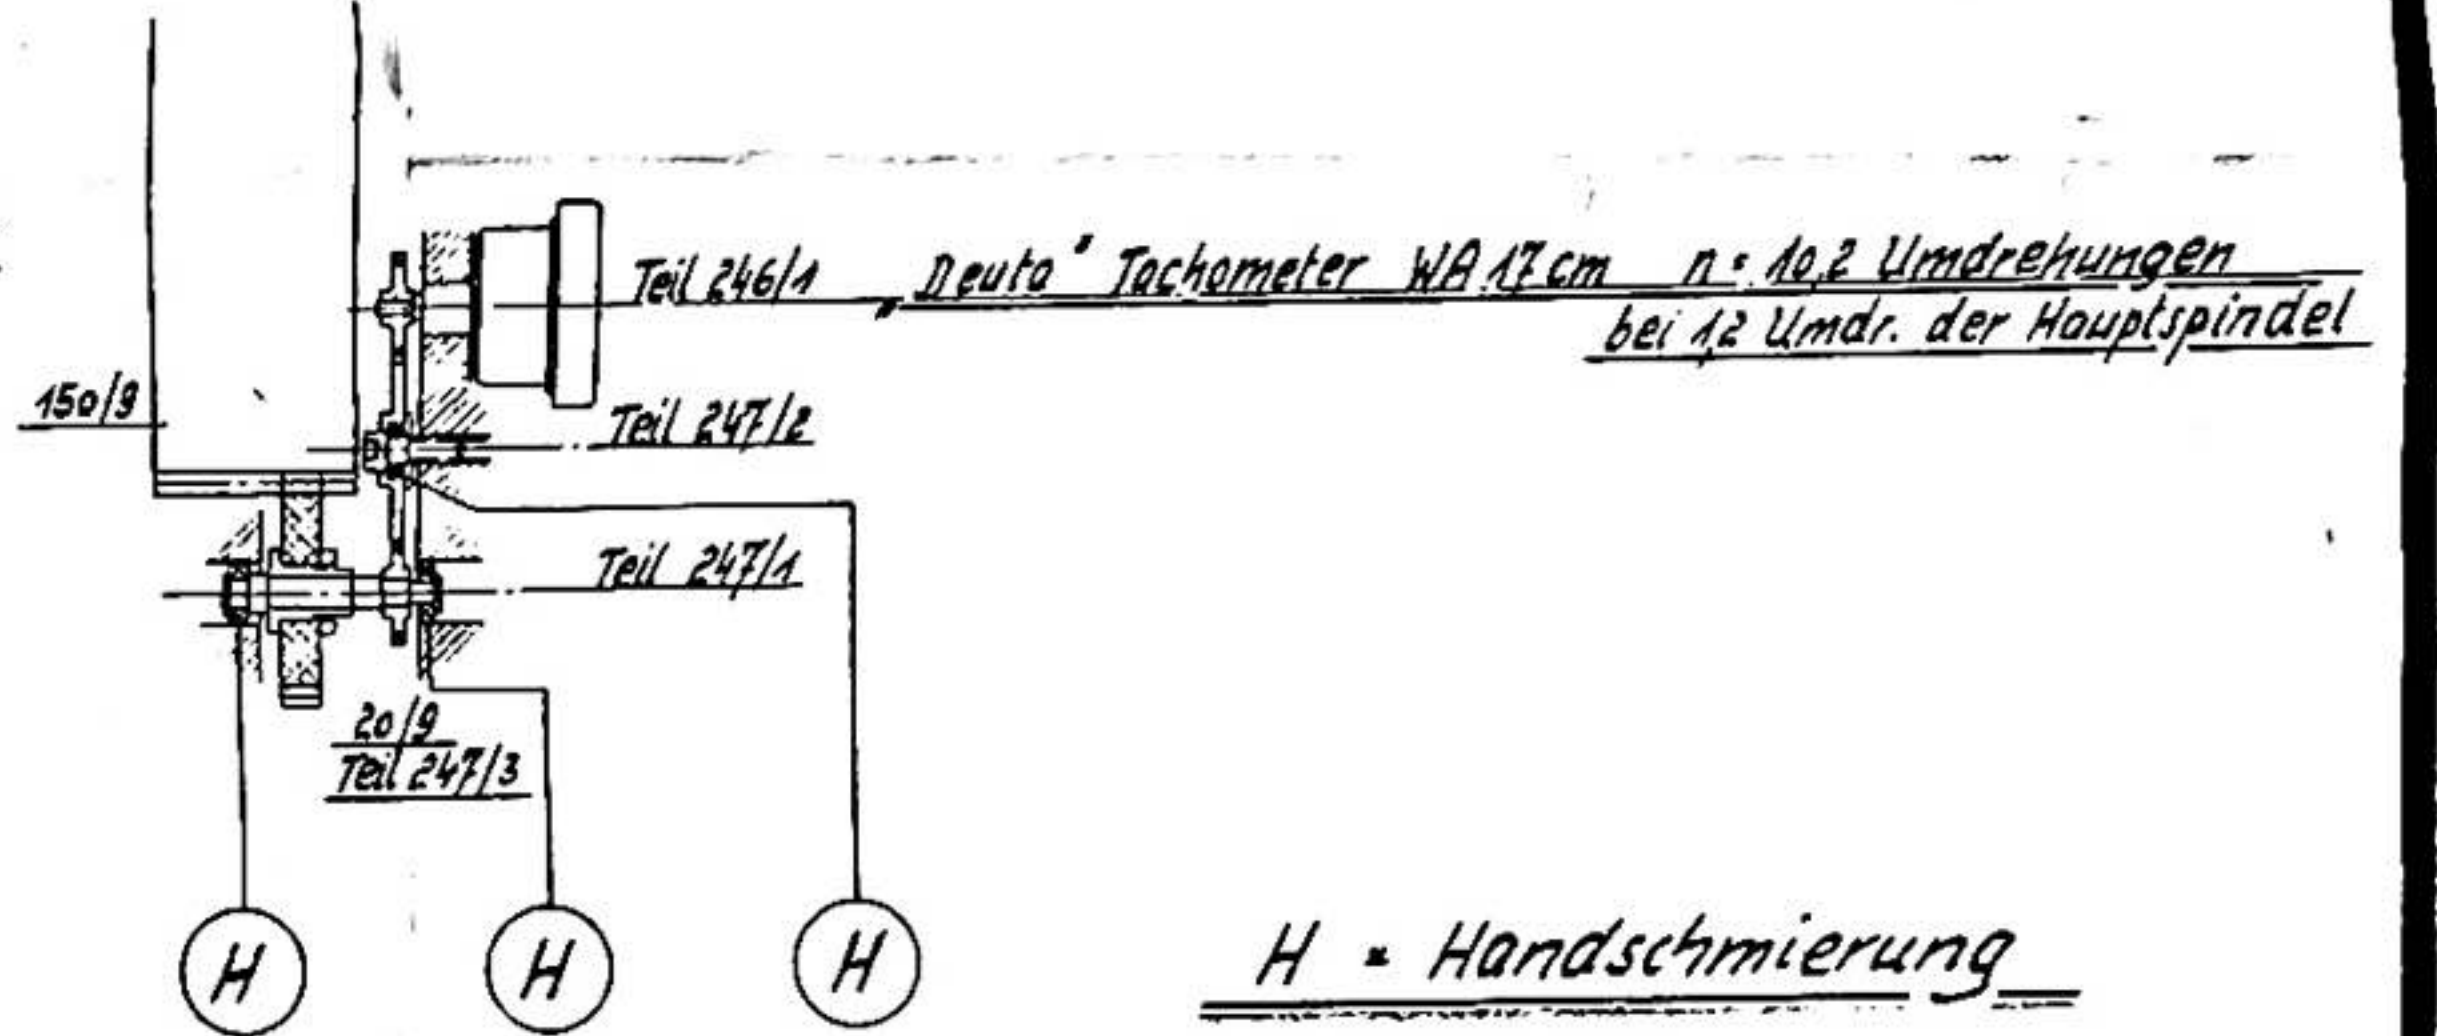 Teil 246/1 „Deuta" Tachometer WA 17 cm n = 10,2 Umdrehungen
bei 1,2 Umdr. der Hauptspindel
150/9
Teil 247/2
Teil 247/1
20/9
Teil 247/3
H
H
H
H = Handschmierung